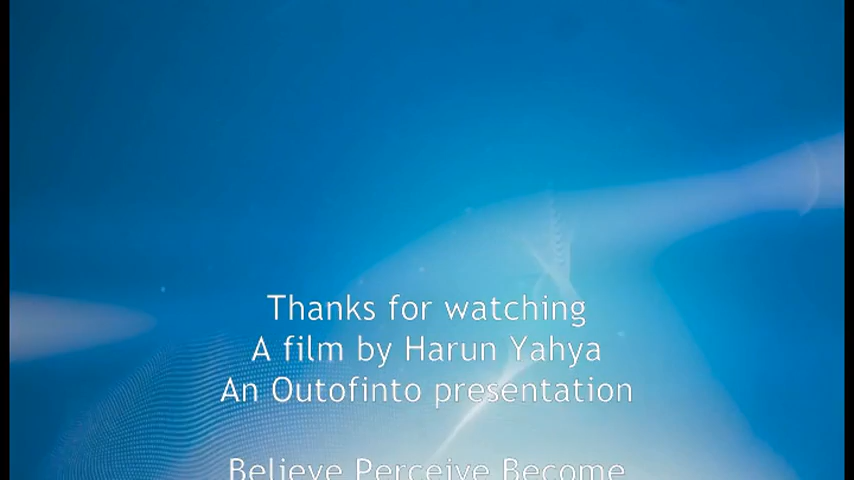 Thanks for watching
A film by Harun Yahya
An Outofinto presentation
Believe Perceive Become